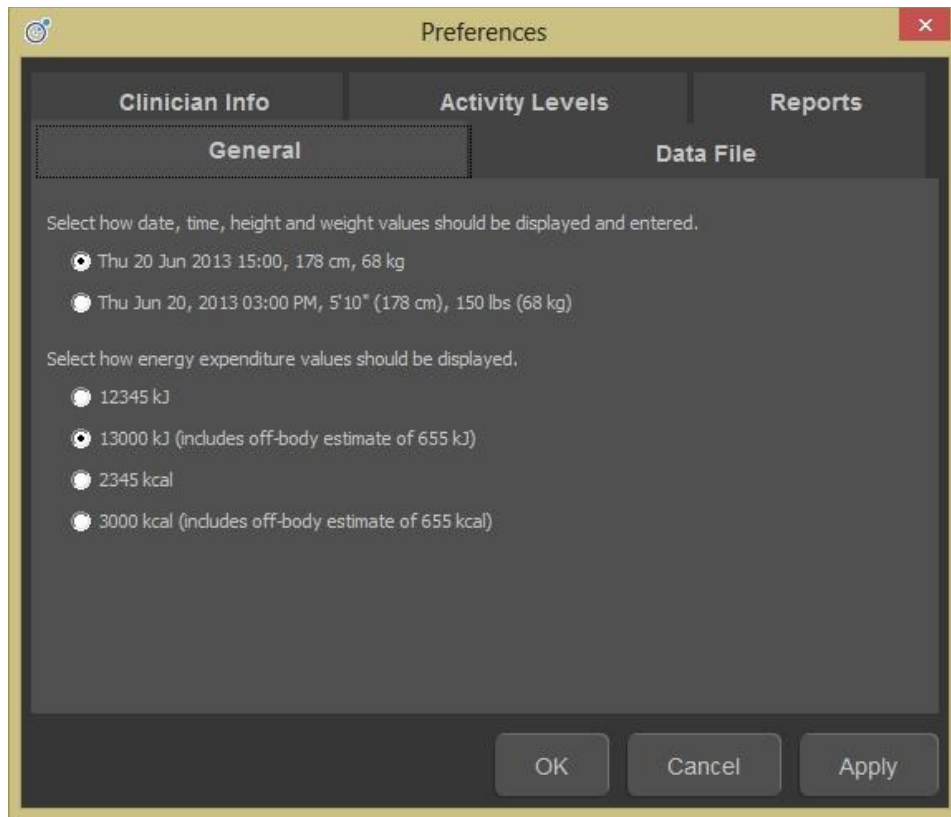 Preferences
Clinician Info
Activity Levels
Reports
General
Data File
Select how date, time, height and weight values should be displayed and entered.
Thu 20 Jun 2013 15:00, 178 cm, 68 kg
Thu Jun 20, 2013 03:00 PM, 5'10" (178 cm), 150 lbs (68 kg)
Select how energy expenditure values should be displayed.
12345 kJ
13000 kJ (includes off-body estimate of 655 kJ)
2345 kcal
3000 kcal (includes off-body estimate of 655 kcal)
OK
Cancel
Apply